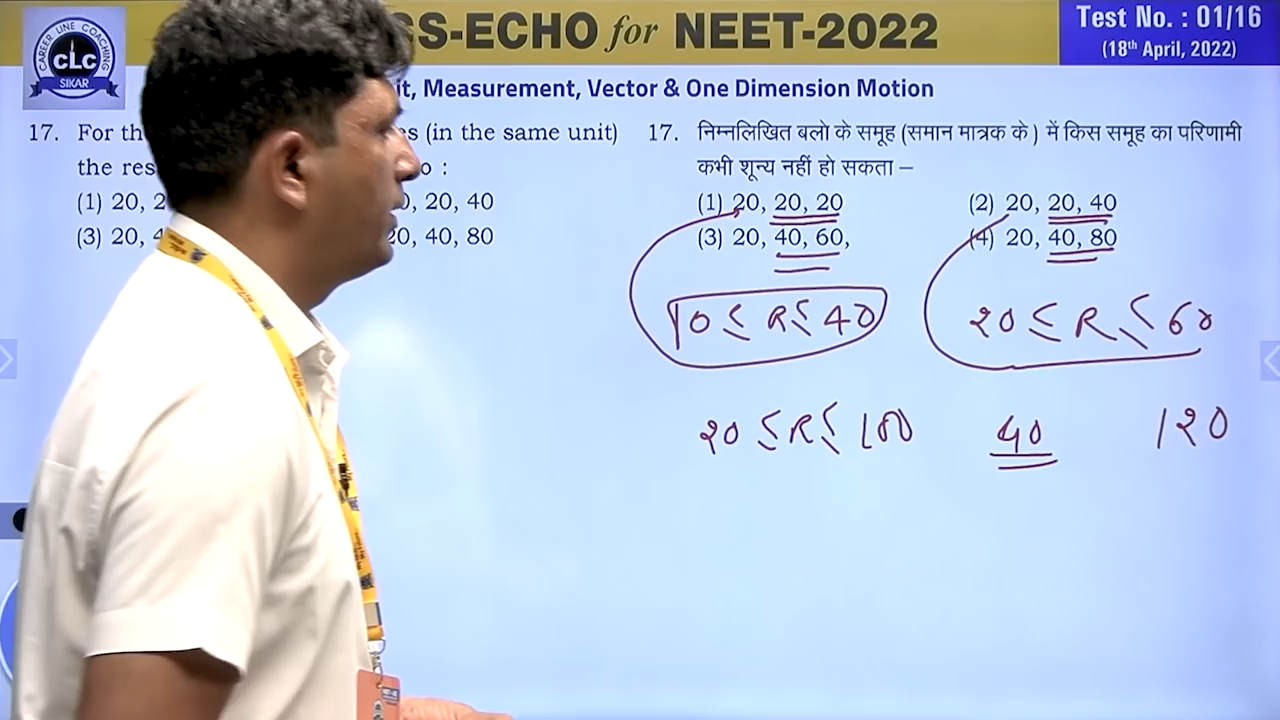 CAREER LINE COACHING
CLC
SIKAR
SS-ECHO for NEET-2022
Test No. : 01/16
(18th April, 2022)
it, Measurement, Vector & One Dimension Motion
17. For th
s (in the same unit)
the res
o :
(1) 20, 2
0, 20, 40
(3) 20, 4
20, 40, 80
17. निम्नलिखित बलो के समूह (समान मात्रक के ) में किस समूह का परिणामी
कभी शून्य नहीं हो सकता –
(1) 20, 20, 20 (2) 20, 20, 40
(3) 20, 40, 60, (4) 20, 40, 80
10 ≤ R ≤ 40 20 ≤ R ≤ 60
20 ≤ R ≤ 100 40 120